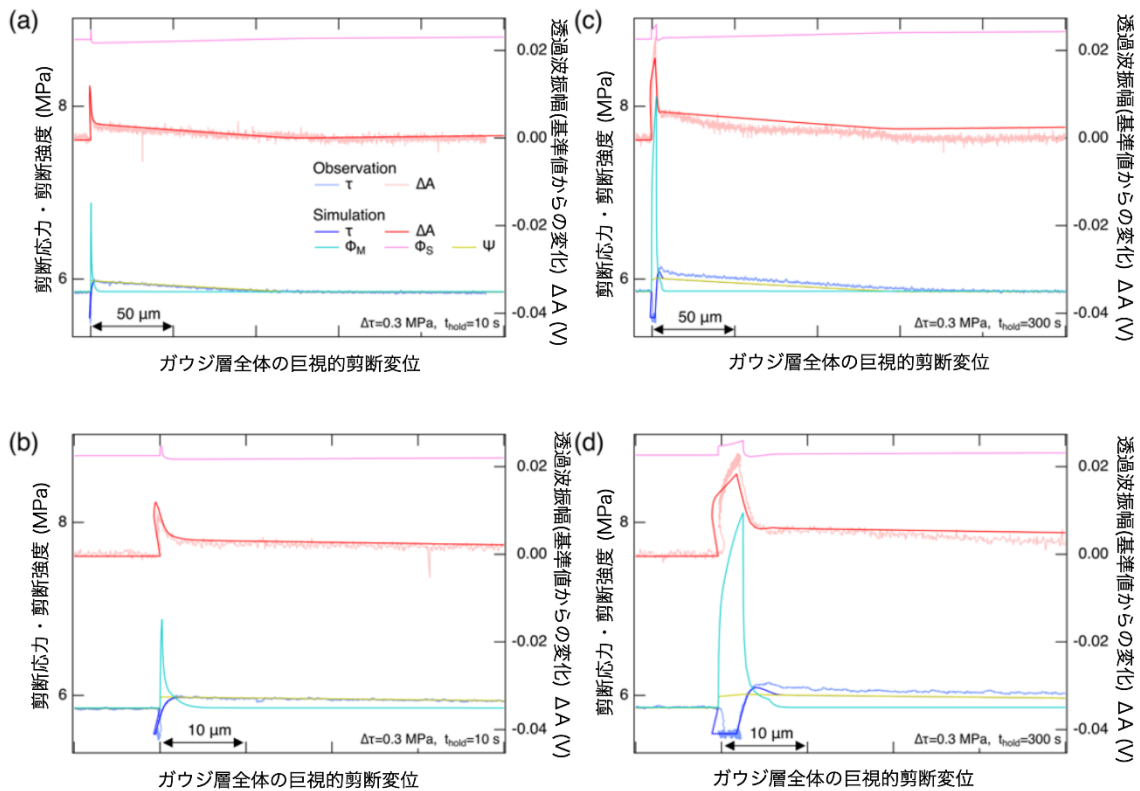 (a)
剪断応力・剪断強度 (MPa)
8
6
0.02
0.00
-0.02
-0.04
透過波振幅(基準値からの変化) ΔA (V)
Observation
τ ΔA
Simulation
τ ΔA
ΦM ΦS Ψ
50 μm
Δτ=0.3 MPa, thold=10 s
ガウジ層全体の巨視的剪断変位
(c)
剪断応力・剪断強度 (MPa)
8
6
0.02
0.00
-0.02
-0.04
透過波振幅(基準値からの変化) ΔA (V)
50 μm
Δτ=0.3 MPa, thold=300 s
ガウジ層全体の巨視的剪断変位
(b)
剪断応力・剪断強度 (MPa)
8
6
0.02
0.00
-0.02
-0.04
透過波振幅(基準値からの変化) ΔA (V)
10 μm
Δτ=0.3 MPa, thold=10 s
ガウジ層全体の巨視的剪断変位
(d)
剪断応力・剪断強度 (MPa)
8
6
0.02
0.00
-0.02
-0.04
透過波振幅(基準値からの変化) ΔA (V)
10 μm
Δτ=0.3 MPa, thold=300 s
ガウジ層全体の巨視的剪断変位